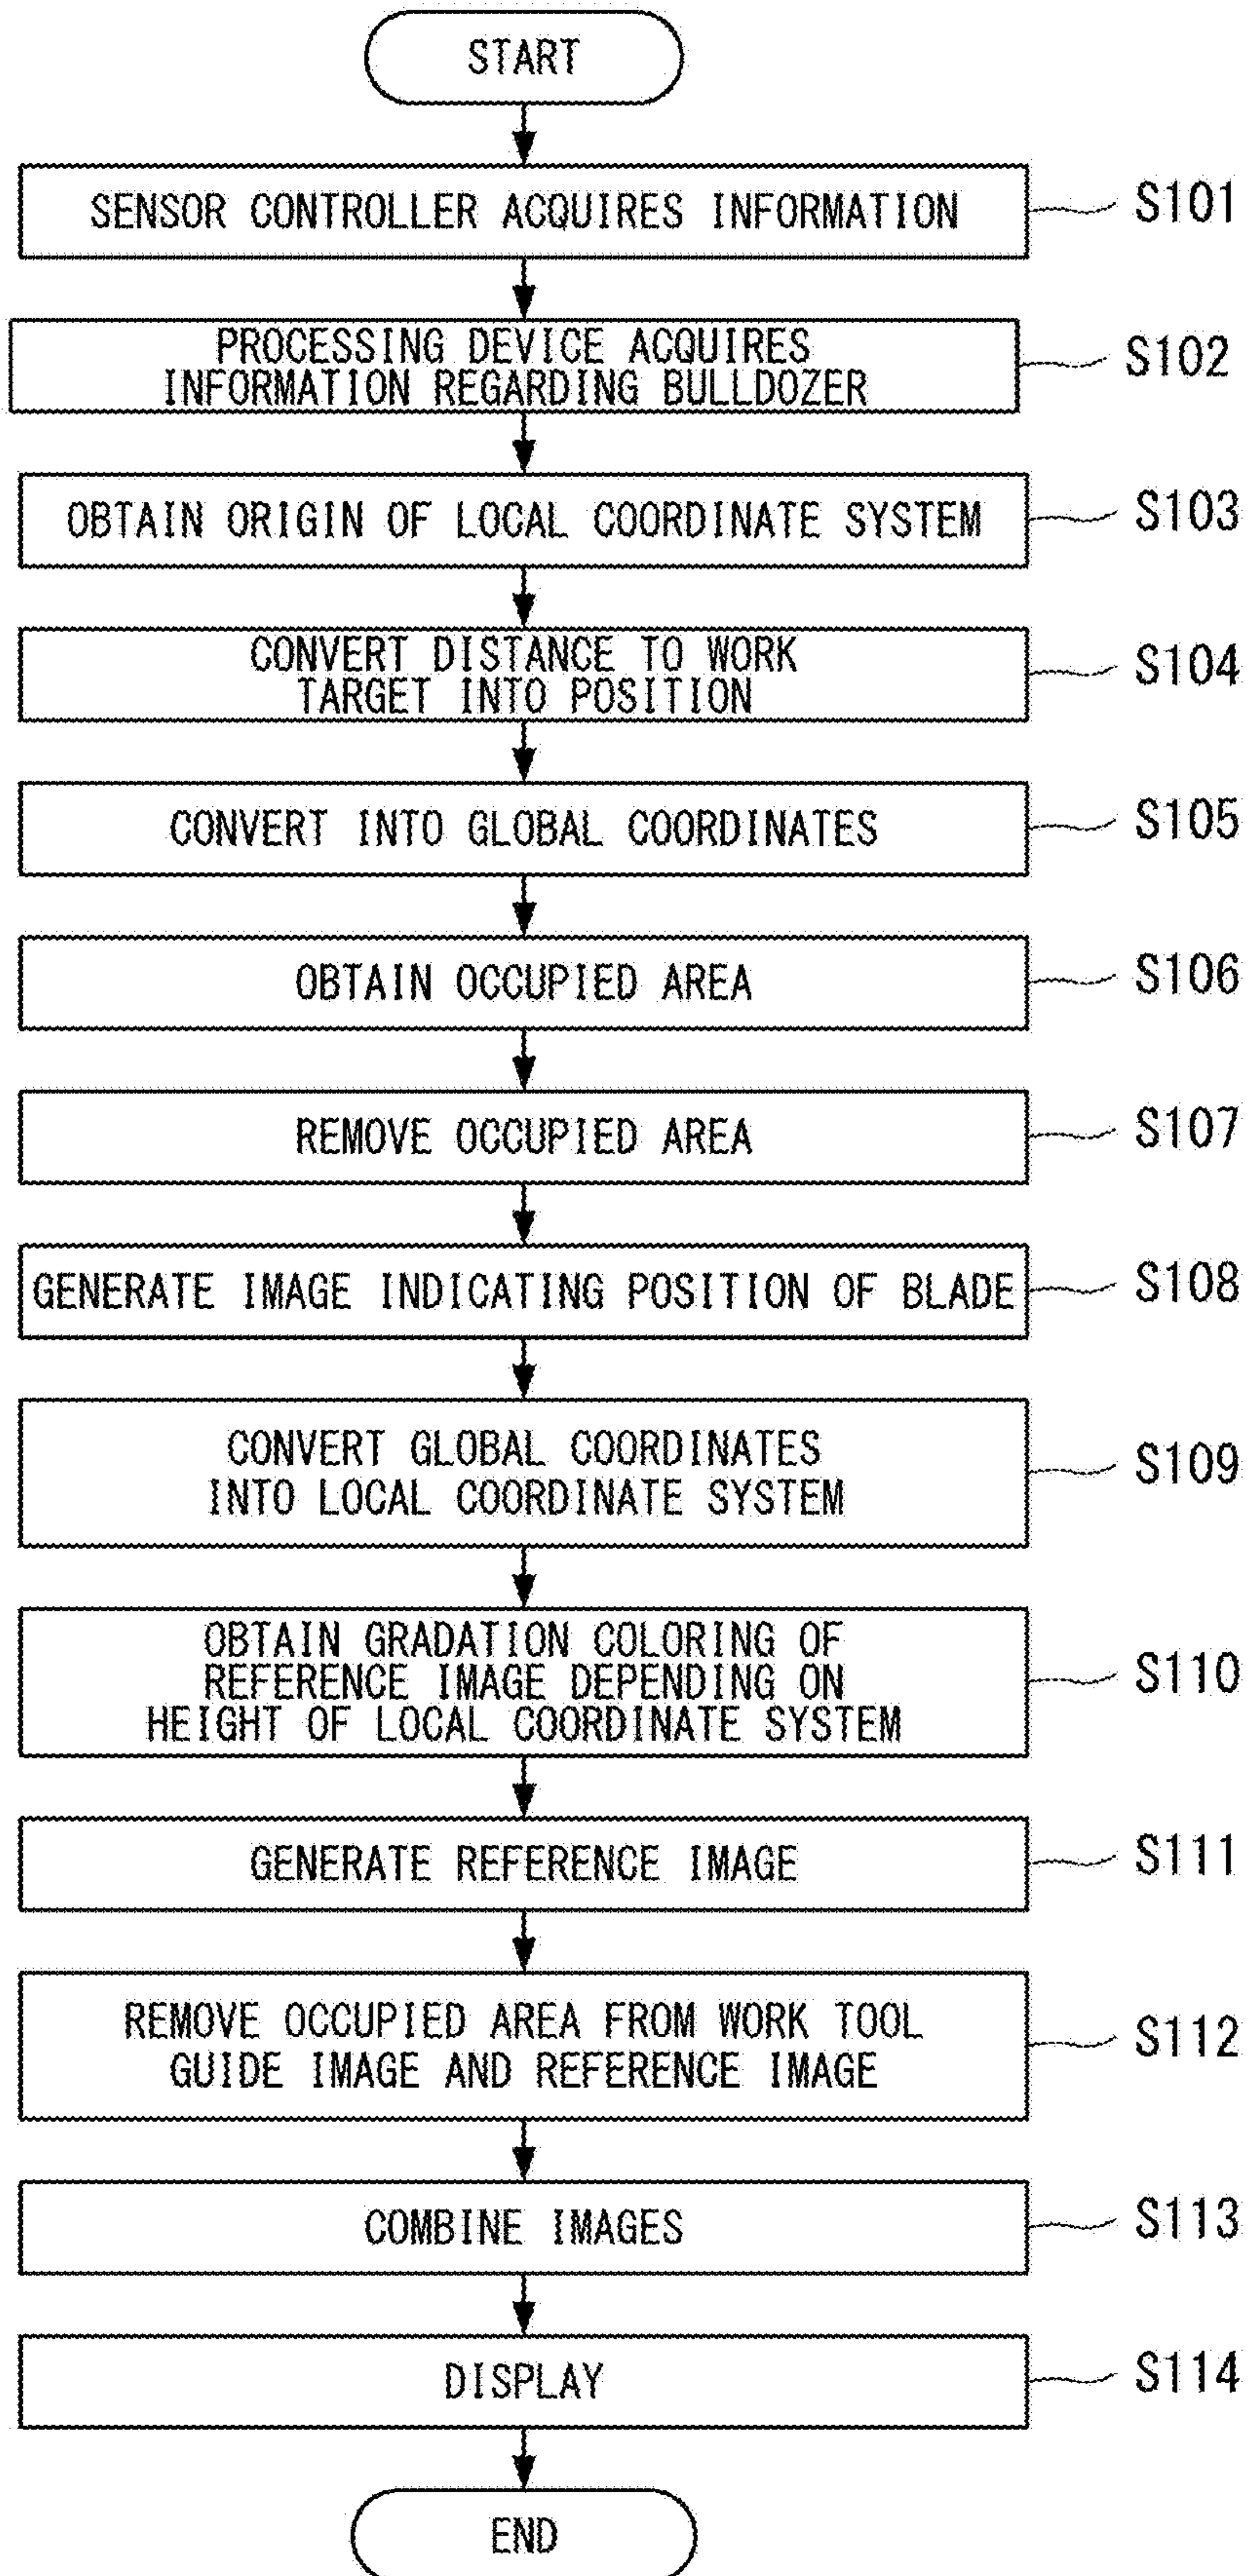 START
SENSOR CONTROLLER ACQUIRES INFORMATION
S101
PROCESSING DEVICE ACQUIRES
INFORMATION REGARDING BULLDOZER
S102
OBTAIN ORIGIN OF LOCAL COORDINATE SYSTEM
S103
CONVERT DISTANCE TO WORK
TARGET INTO POSITION
S104
CONVERT INTO GLOBAL COORDINATES
S105
OBTAIN OCCUPIED AREA
S106
REMOVE OCCUPIED AREA
S107
GENERATE IMAGE INDICATING POSITION OF BLADE
S108
CONVERT GLOBAL COORDINATES
INTO LOCAL COORDINATE SYSTEM
S109
OBTAIN GRADATION COLORING OF
REFERENCE IMAGE DEPENDING ON
HEIGHT OF LOCAL COORDINATE SYSTEM
S110
GENERATE REFERENCE IMAGE
S111
REMOVE OCCUPIED AREA FROM WORK TOOL
GUIDE IMAGE AND REFERENCE IMAGE
S112
COMBINE IMAGES
S113
DISPLAY
S114
END